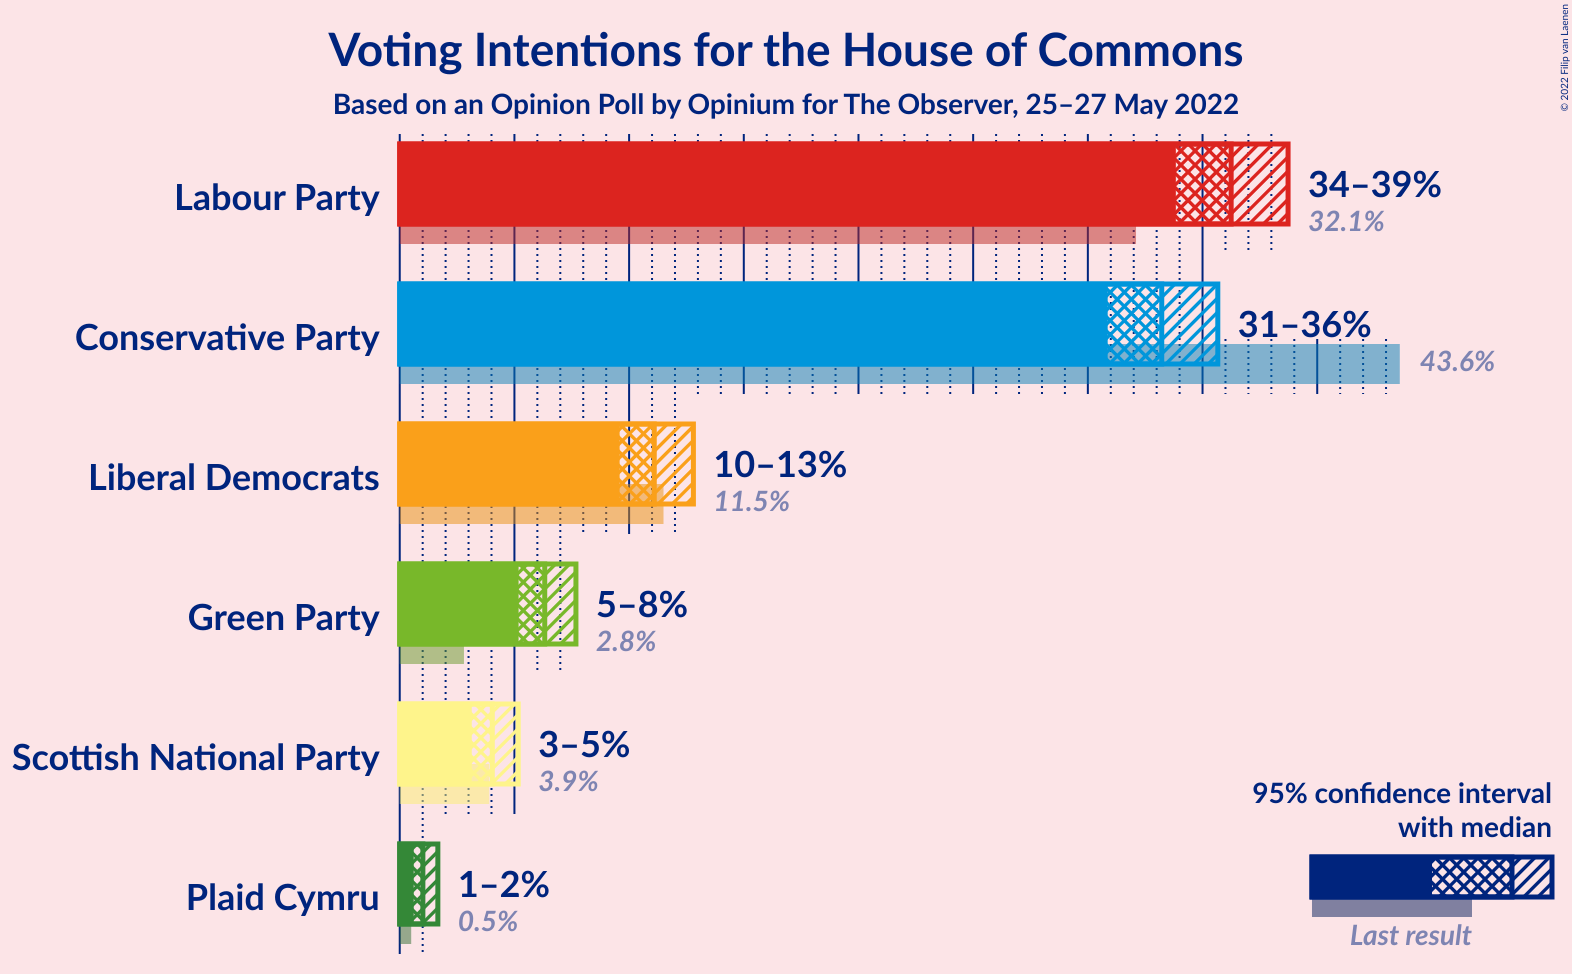 Voting Intentions for the House of Commons
Based on an Opinion Poll by Opinium for The Observer, 25–27 May 2022
© 2022 Filip van Laenen
Labour Party
34–39%
32.1%
Conservative Party
31–36%
43.6%
Liberal Democrats
10–13%
11.5%
Green Party
5–8%
2.8%
Scottish National Party
3–5%
3.9%
Plaid Cymru
1–2%
0.5%
95% confidence interval
with median
Last result